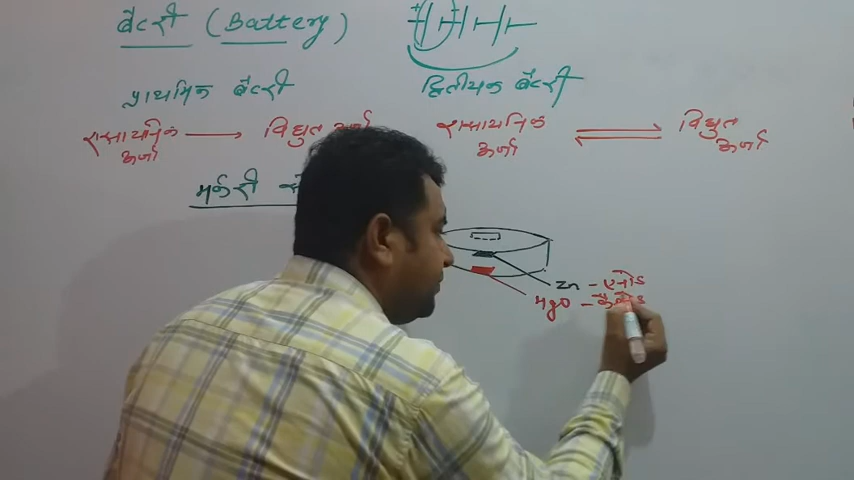 बैटरी (Battery)
प्राथमिक बैटरी
द्वितीयक बैटरी
रासायनिक ऊर्जा → विद्युत ऊर्जा
रासायनिक ऊर्जा ⇌ विद्युत ऊर्जा
मर्करी
Zn - एनोड
HgO - कैथोड